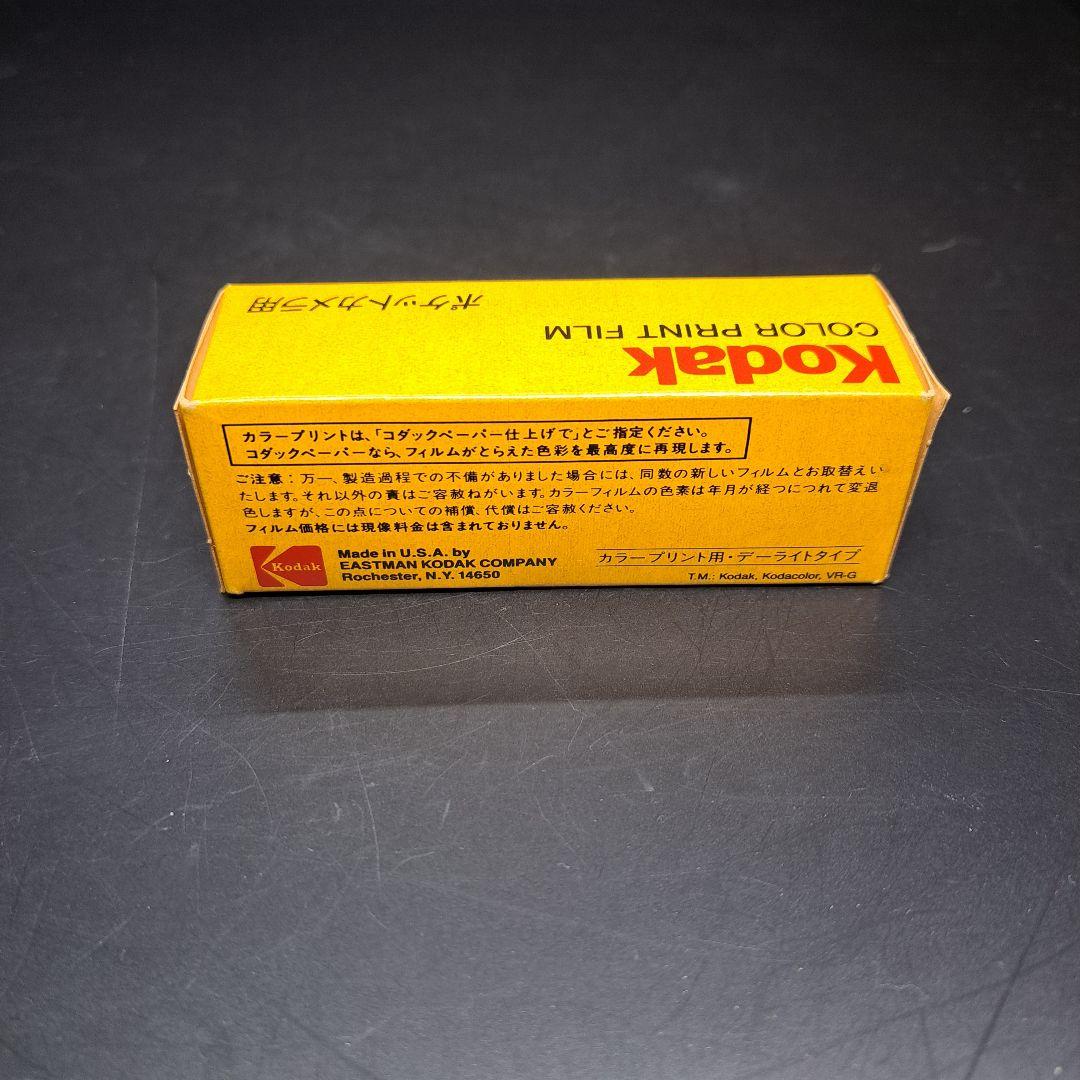 Kodak
COLOR PRINT FILM
ポケットカメラ用
カラープリントは、「コダックペーパー仕上げで」とご指定ください。
コダックペーパーなら、フィルムがとらえた色彩を最高度に再現します。
ご注意：万一、製造過程での不備がありました場合には、同数の新しいフィルムとお取替えい
たします。それ以外の責はご容赦ねがいます。カラーフィルムの色素は年月が経つにつれて変退
色しますが、この点についての補償、代償はご容赦ください。
フィルム価格には現像料金は含まれておりません。
Kodak
Made in U.S.A. by
EASTMAN KODAK COMPANY
Rochester, N.Y. 14650
カラープリント用・デーライトタイプ
T.M.: Kodak, Kodacolor, VR-G